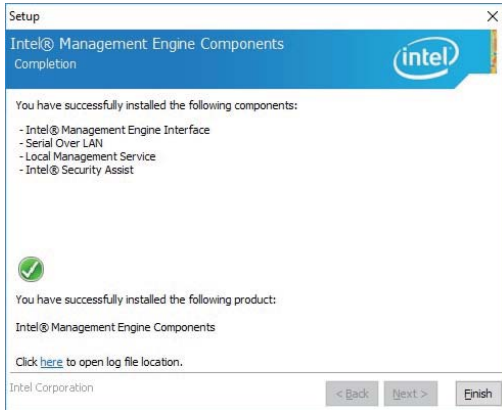 Setup
Intel® Management Engine Components
Completion
intel
You have successfully installed the following components:
- Intel® Management Engine Interface
- Serial Over LAN
- Local Management Service
- Intel® Security Assist
You have successfully installed the following product:
Intel® Management Engine Components
Click here to open log file location.
Intel Corporation
< Back Next > Finish